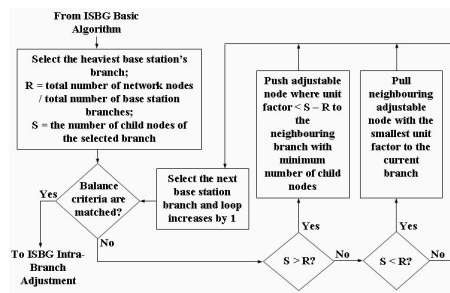 From ISBG Basic
Algorithm
Select the heaviest base station's
branch;
R = total number of network nodes
/ total number of base station
branches;
S = the number of child nodes of
the selected branch
Push adjustable
node where unit
factor < S – R to
the
neighbouring
branch with
minimum
number of child
nodes
Pull
neighbouring
adjustable
node with the
smallest unit
factor to the
current
branch
Yes
Balance
criteria are
matched?
Select the next
base station
branch and loop
increases by 1
No
Yes
Yes
To ISBG Intra-
Branch
Adjustment
S > R?
No
S < R?
No